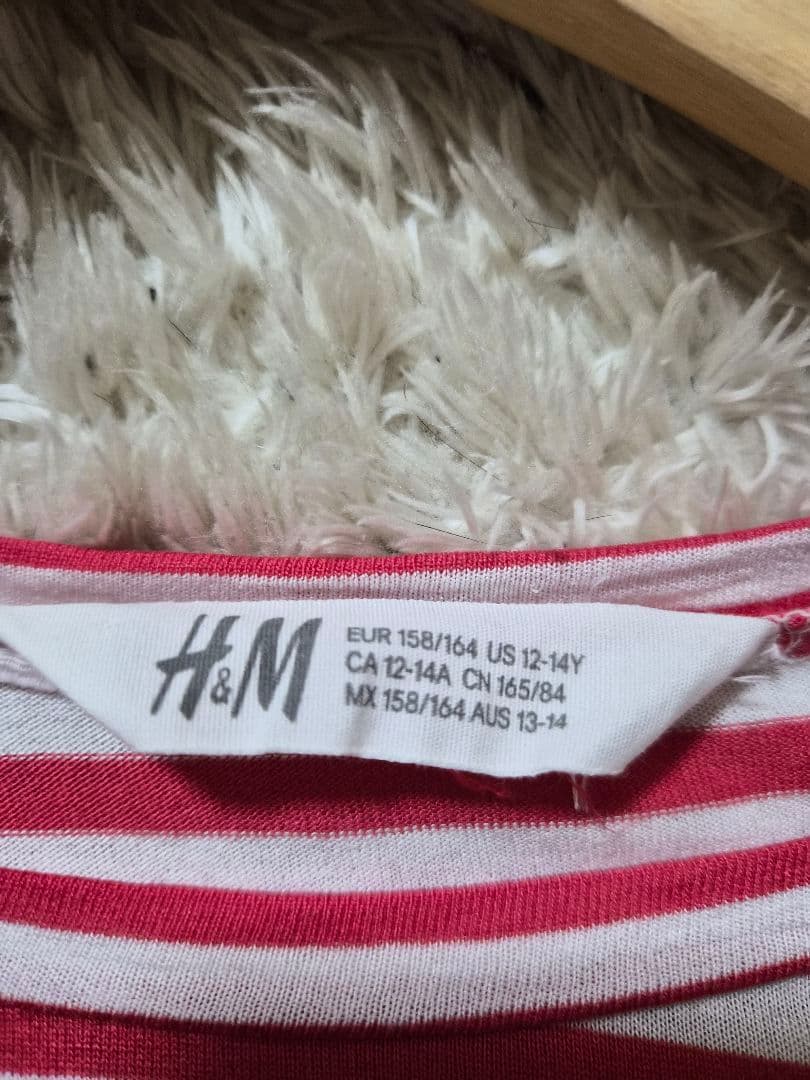 H&M
EUR 158/164 US 12-14Y
CA 12-14A CN 165/84
MX 158/164 AUS 13-14